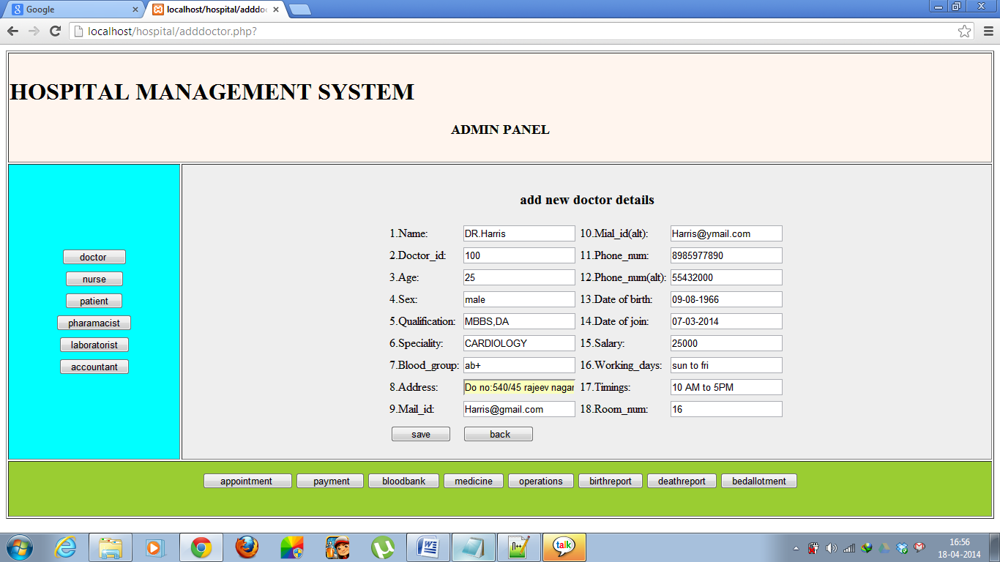 Google
localhost/hospital/adddo
localhost/hospital/adddoctor.php?
HOSPITAL MANAGEMENT SYSTEM
ADMIN PANEL
doctor
nurse
patient
pharamacist
laboratorist
accountant
add new doctor details
1.Name: DR.Harris 10.Mial_id(alt): Harris@ymail.com
2.Doctor_id: 100 11.Phone_num: 8985977890
3.Age: 25 12.Phone_num(alt): 55432000
4.Sex: male 13.Date of birth: 09-08-1966
5.Qualification: MBBS,DA 14.Date of join: 07-03-2014
6.Speciality: CARDIOLOGY 15.Salary: 25000
7.Blood_group: ab+ 16.Working_days: sun to fri
8.Address: Do no:540/45 rajeev nagar 17.Timings: 10 AM to 5PM
9.Mail_id: Harris@gmail.com 18.Room_num: 16
save back
appointment payment bloodbank medicine operations birthreport deathreport bedallotment
talk
16:56
18-04-2014